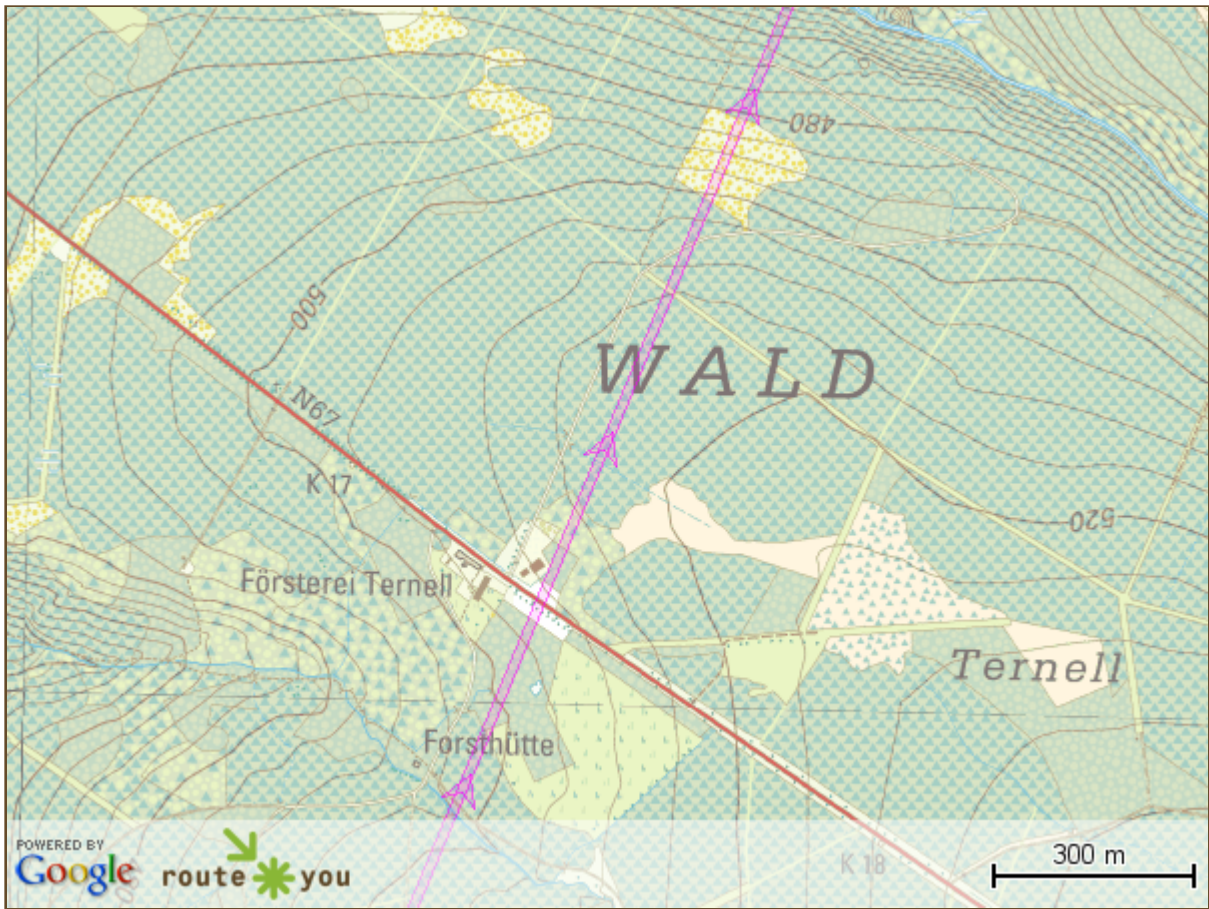 480
500
WALD
N67
K 17
520
Försterei Ternell
Ternell
Forsthütte
POWERED BY
Google
route you
K 18
300 m